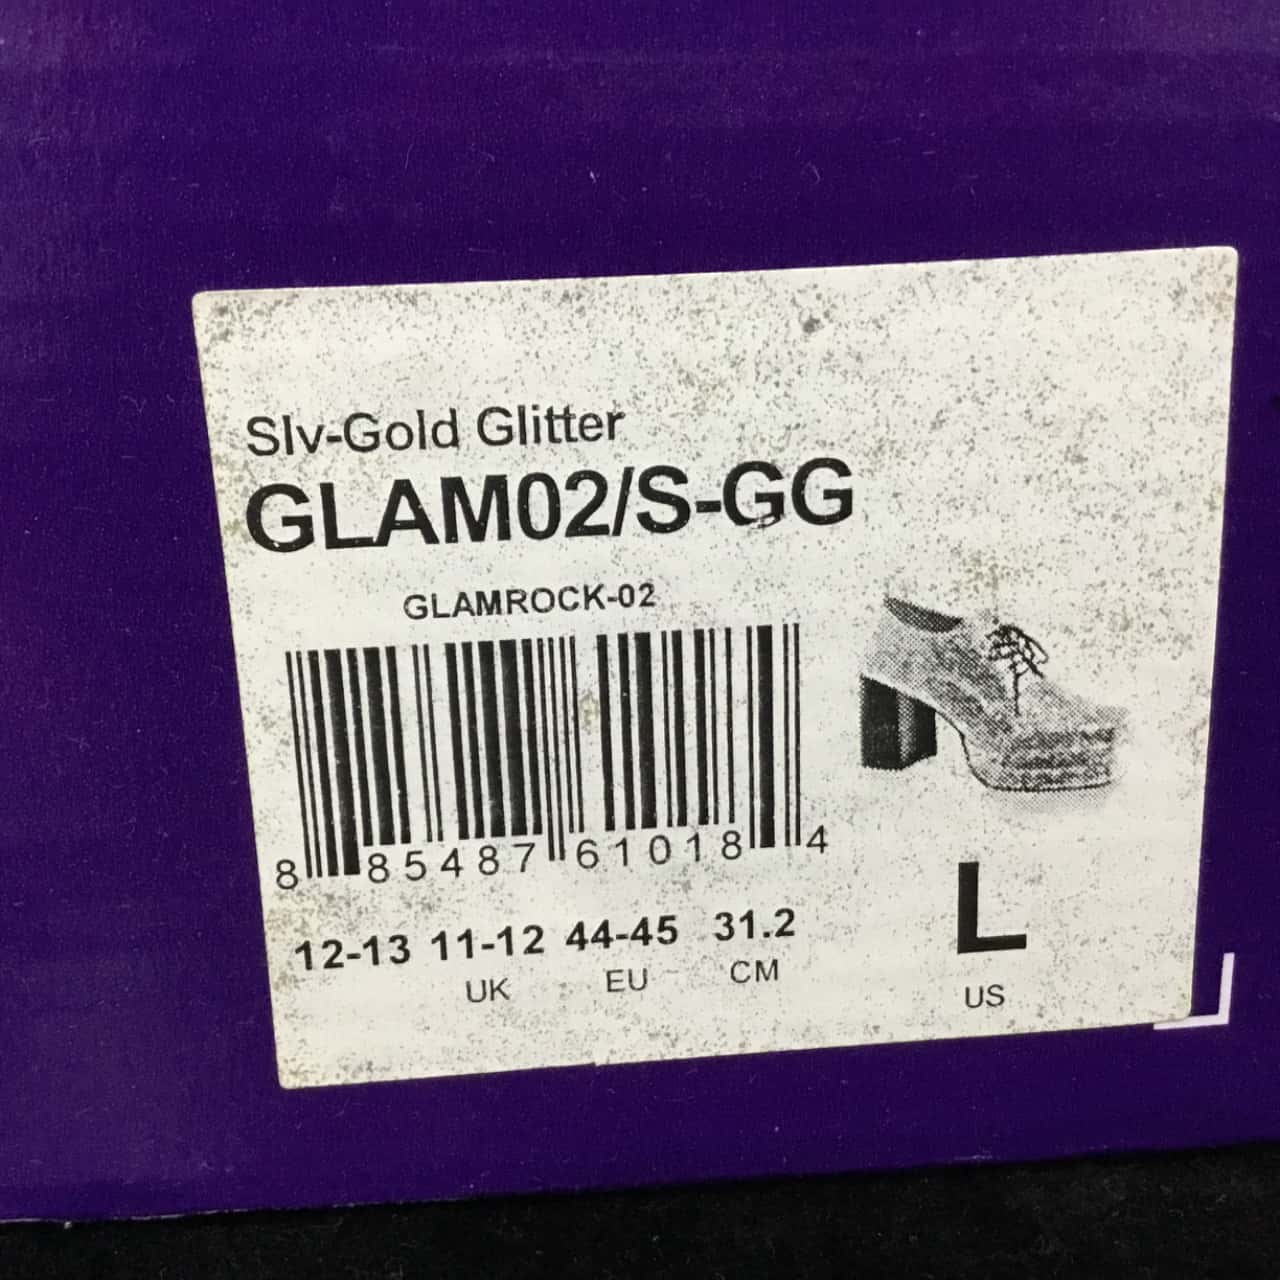 Slv-Gold Glitter
GLAM02/S-GG
GLAMROCK-02
8 85487 61018 4
12-13 11-12 44-45 31.2 L
UK EU CM US